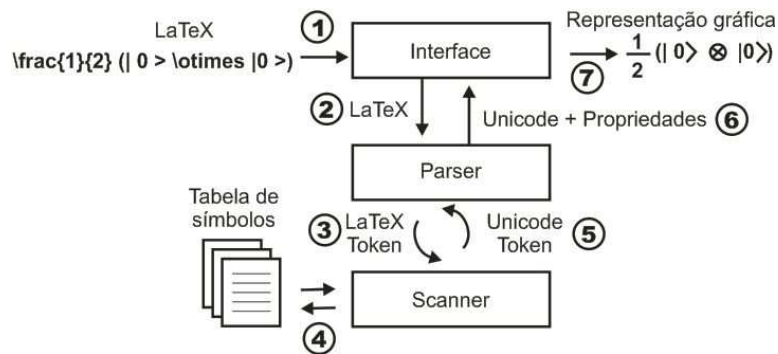 LaTeX
\frac{1}{2} (| 0 > \otimes |0 >)
1
Interface
Representação gráfica
1
2
(| 0〉 ⊗ |0〉)
7
2 LaTeX
Unicode + Propriedades 6
Parser
Tabela de
símbolos
3 LaTeX
Token
Unicode
Token 5
Scanner
4